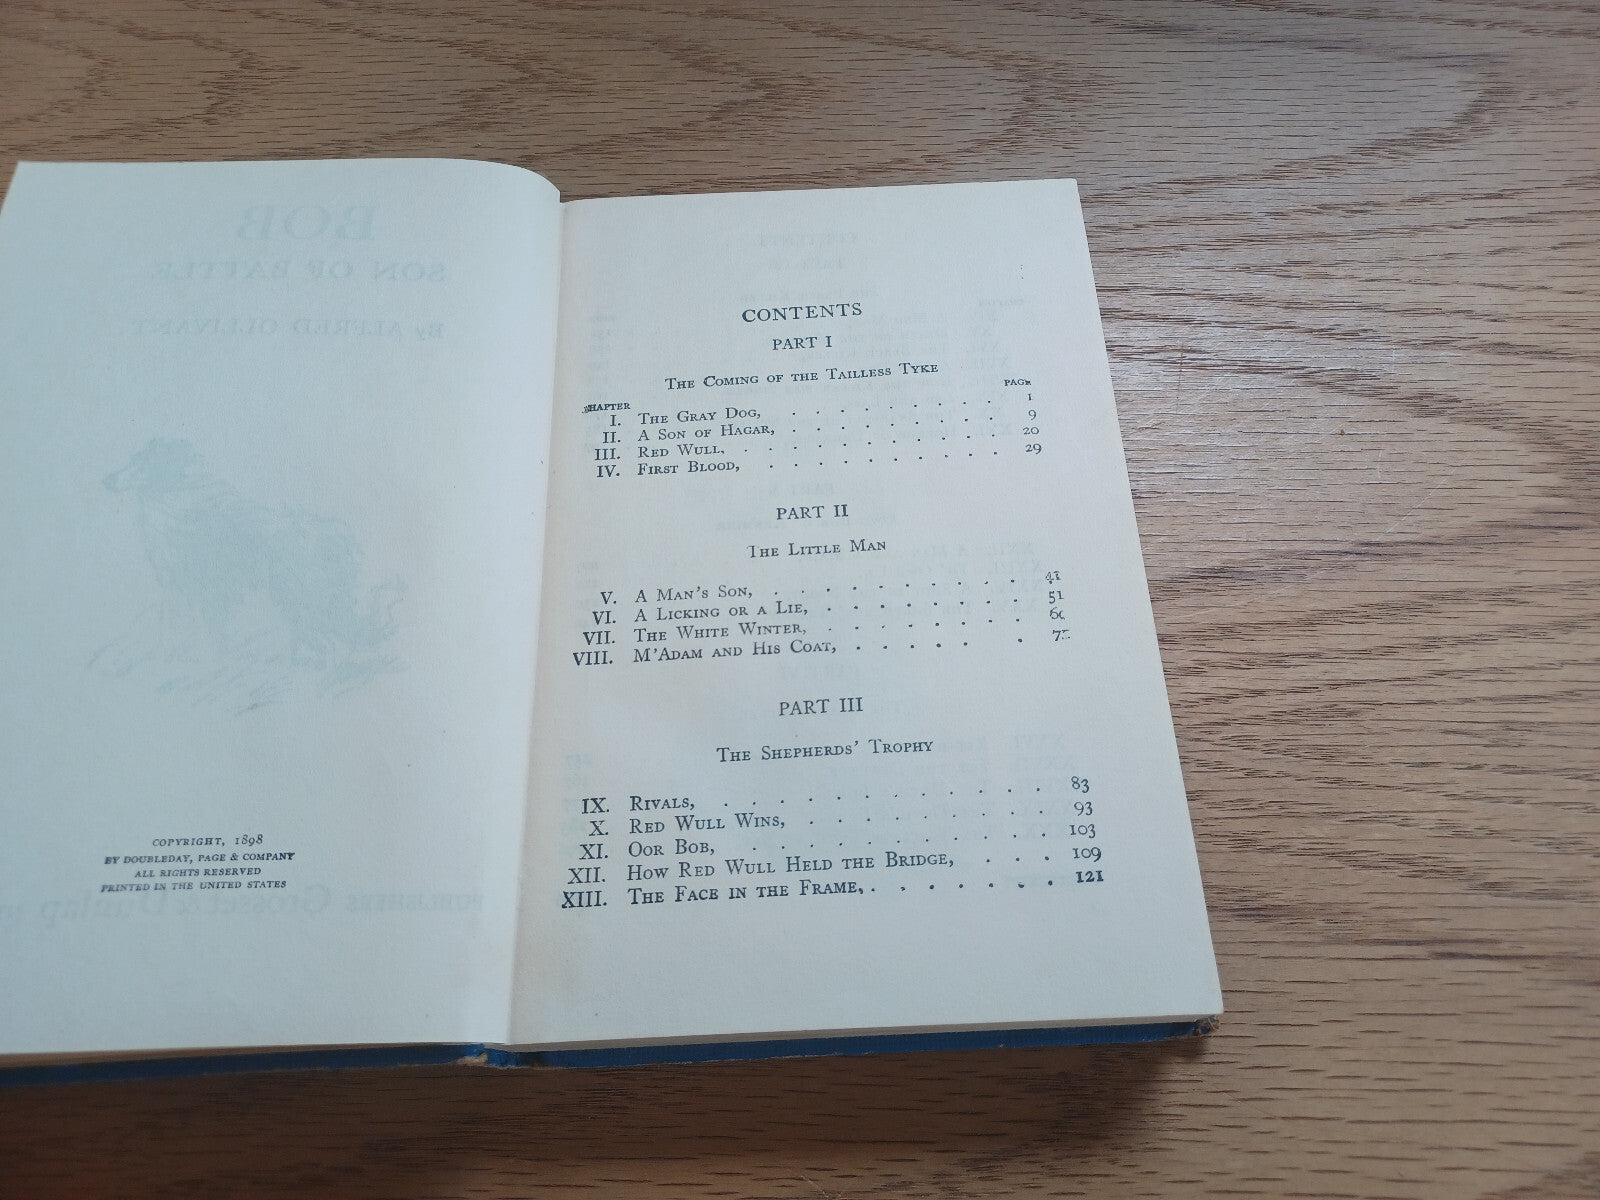 COPYRIGHT, 1898
BY DOUBLEDAY, PAGE & COMPANY
ALL RIGHTS RESERVED
PRINTED IN THE UNITED STATES
BOB
SON OF BATTLE
By ALFRED OLLIVANT
PUBLISHERS Grosset & Dunlap
CONTENTS
PART I
THE COMING OF THE TAILLESS TYKE
CHAPTER PAGE
I. THE GRAY DOG, . . . . . . . . . 1
II. A SON OF HAGAR, . . . . . . . . . 9
III. RED WULL, . . . . . . . . . . 20
IV. FIRST BLOOD, . . . . . . . . . . 29
PART II
THE LITTLE MAN
V. A MAN'S SON, . . . . . . . . . . 41
VI. A LICKING OR A LIE, . . . . . . . . 51
VII. THE WHITE WINTER, . . . . . . . .
VIII. M'ADAM AND HIS COAT, . . . . . .
PART III
THE SHEPHERDS' TROPHY
IX. RIVALS, . . . . . . . . . . . . 83
X. RED WULL WINS, . . . . . . . . . 93
XI. OOR BOB, . . . . . . . . 103
XII. HOW RED WULL HELD THE BRIDGE, . . . 109
XIII. THE FACE IN THE FRAME, . . . . . . . 121